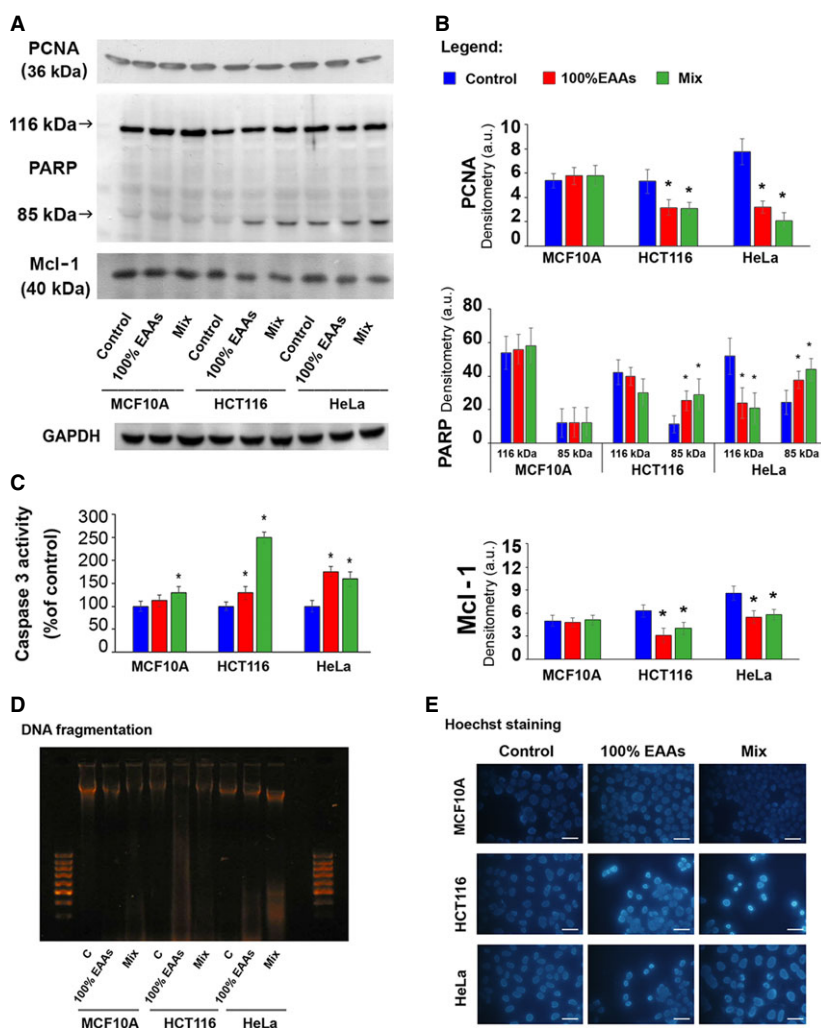 A
PCNA
(36 kDa)
116 kDa→
PARP
85 kDa→
Mcl-1
(40 kDa)
Control
100% EAAs
Mix
Control
100% EAAs
Mix
Control
100% EAAs
Mix
MCF10A HCT116 HeLa
GAPDH
B
Legend:
Control 100%EAAs Mix
PCNA
Densitometry (a.u.)
10
8
6
4
2
0
* * * *
MCF10A HCT116 HeLa
PARP Densitometry (a.u.)
60
40
20
0
* * * * * *
116 kDa 85 kDa 116 kDa 85 kDa 116 kDa 85 kDa
MCF10A HCT116 HeLa
Mcl-1
Densitometry (a.u.)
15
12
9
6
3
0
* * * *
MCF10A HCT116 HeLa
C
Caspase 3 activity
(%of control)
300
250
200
150
100
50
0
* * * * *
MCF10A HCT116 HeLa
D
DNA fragmentation
C
100% EAAs
Mix
C
100% EAAs
Mix
C
100% EAAs
Mix
MCF10A HCT116 HeLa
E
Hoechst staining
Control 100% EAAs Mix
MCF10A
HCT116
HeLa